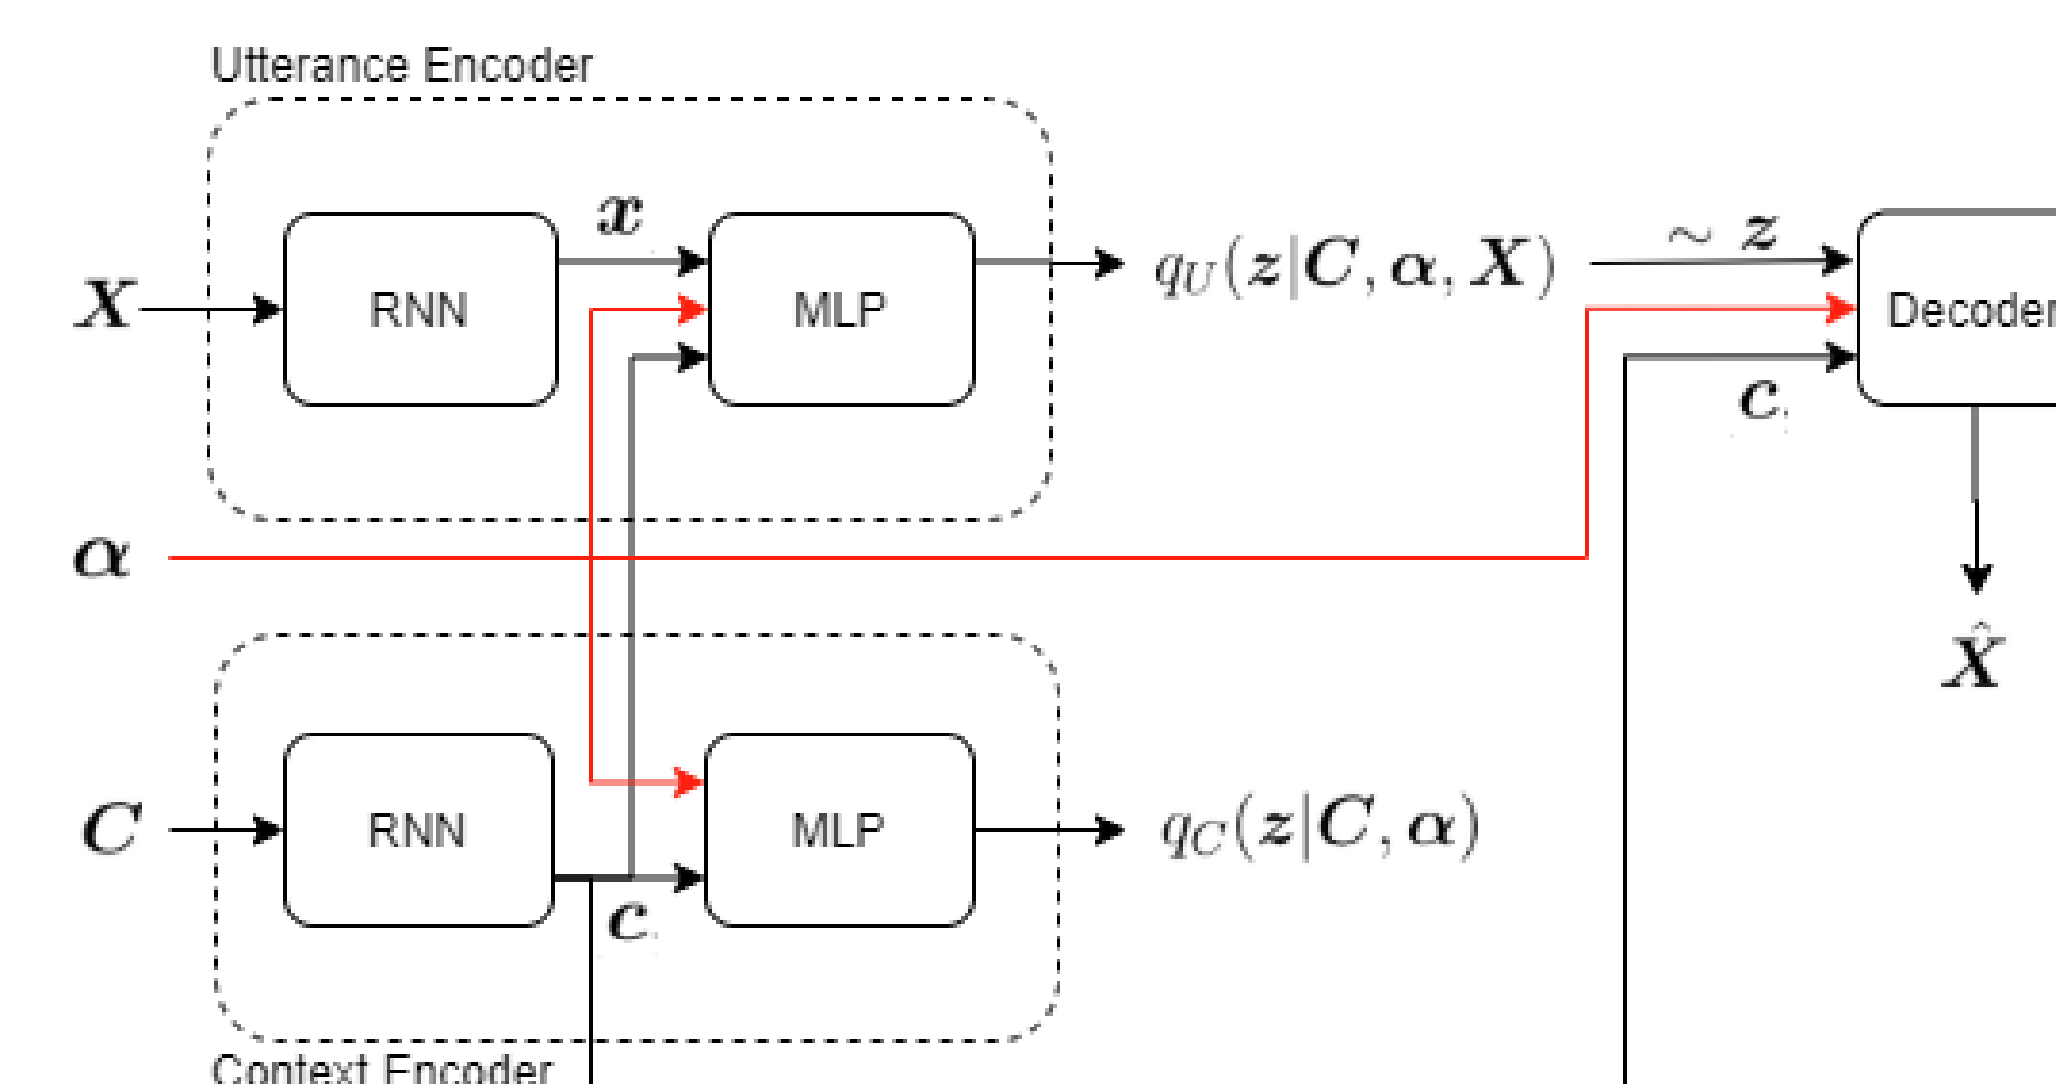 Utterance Encoder
x
X
RNN
MLP
q_U(z|C, α, X)
∼ z
Decoder
c
α
X̂
C
RNN
MLP
q_C(z|C, α)
c
Context Encoder